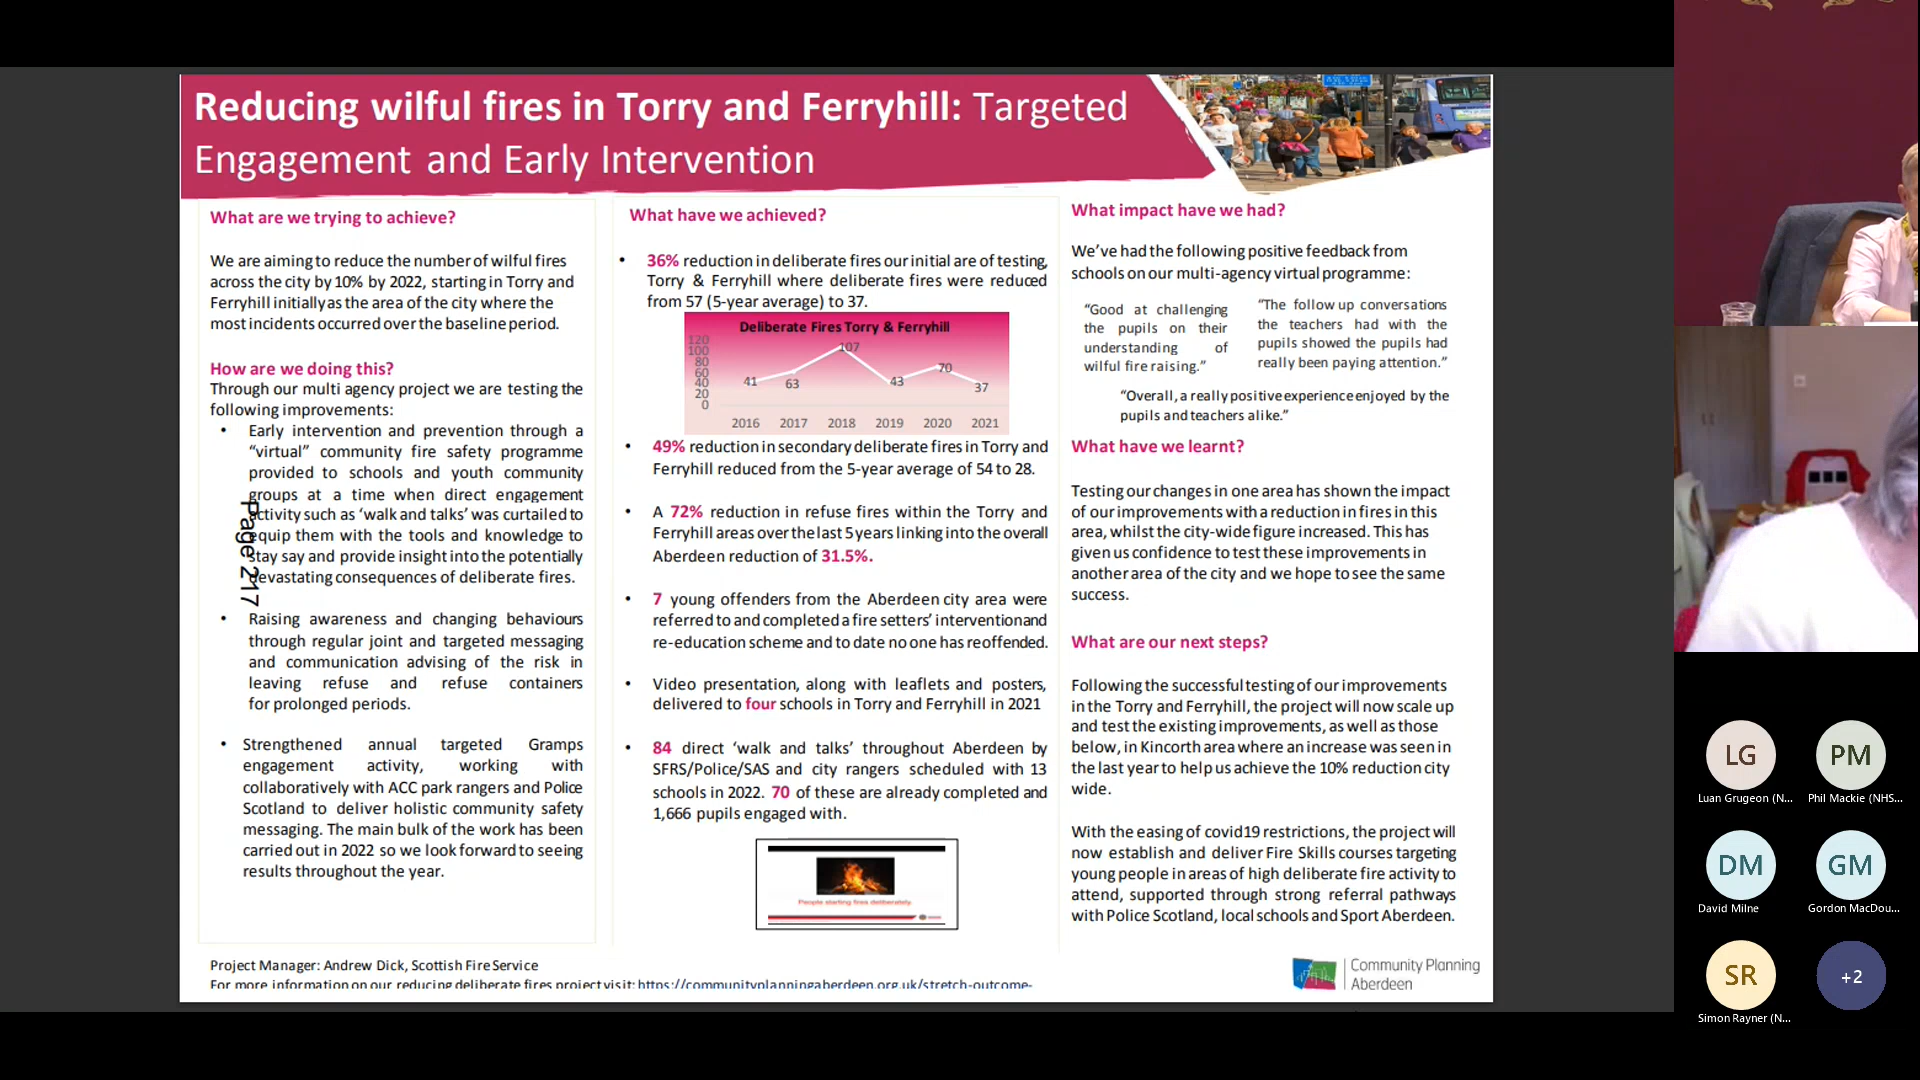 Reducing wilful fires in Torry and Ferryhill: Targeted
Engagement and Early Intervention
What are we trying to achieve?
We are aiming to reduce the number of wilful fires
across the city by 10% by 2022, starting in Torry and
Ferryhill initially as the area of the city where the
most incidents occurred over the baseline period.
How are we doing this?
Through our multi agency project we are testing the
following improvements:
• Early intervention and prevention through a
“virtual” community fire safety programme
provided to schools and youth community
groups at a time when direct engagement
activity such as ‘walk and talks’ was curtailed to
equip them with the tools and knowledge to
stay say and provide insight into the potentially
devastating consequences of deliberate fires.
Page 217
• Raising awareness and changing behaviours
through regular joint and targeted messaging
and communication advising of the risk in
leaving refuse and refuse containers
for prolonged periods.
• Strengthened annual targeted Gramps
engagement activity, working with
collaboratively with ACC park rangers and Police
Scotland to deliver holistic community safety
messaging. The main bulk of the work has been
carried out in 2022 so we look forward to seeing
results throughout the year.
What have we achieved?
• 36% reduction in deliberate fires our initial are of testing,
Torry & Ferryhill where deliberate fires were reduced
from 57 (5-year average) to 37.
Deliberate Fires Torry & Ferryhill
120
100
80
60
40
20
0
41 63 107 43 70 37
2016 2017 2018 2019 2020 2021
• 49% reduction in secondary deliberate fires in Torry and
Ferryhill reduced from the 5-year average of 54 to 28.
• A 72% reduction in refuse fires within the Torry and
Ferryhill areas over the last 5 years linking into the overall
Aberdeen reduction of 31.5%.
• 7 young offenders from the Aberdeen city area were
referred to and completed a fire setters’ intervention and
re-education scheme and to date no one has reoffended.
• Video presentation, along with leaflets and posters,
delivered to four schools in Torry and Ferryhill in 2021
• 84 direct ‘walk and talks’ throughout Aberdeen by
SFRS/Police/SAS and city rangers scheduled with 13
schools in 2022. 70 of these are already completed and
1,666 pupils engaged with.
People starting fires deliberately.
What impact have we had?
We’ve had the following positive feedback from
schools on our multi-agency virtual programme:
“Good at challenging
the pupils on their
understanding of
wilful fire raising.”
“The follow up conversations
the teachers had with the
pupils showed the pupils had
really been paying attention.”
“Overall, a really positive experience enjoyed by the
pupils and teachers alike.”
What have we learnt?
Testing our changes in one area has shown the impact
of our improvements with a reduction in fires in this
area, whilst the city-wide figure increased. This has
given us confidence to test these improvements in
another area of the city and we hope to see the same
success.
What are our next steps?
Following the successful testing of our improvements
in the Torry and Ferryhill, the project will now scale up
and test the existing improvements, as well as those
below, in Kincorth area where an increase was seen in
the last year to help us achieve the 10% reduction city
wide.
With the easing of covid19 restrictions, the project will
now establish and deliver Fire Skills courses targeting
young people in areas of high deliberate fire activity to
attend, supported through strong referral pathways
with Police Scotland, local schools and Sport Aberdeen.
Project Manager: Andrew Dick, Scottish Fire Service
For more information on our reducing deliberate fires project visit: https://communityplanningaberdeen.org.uk/stretch-outcome-
Community Planning
Aberdeen
LG
Luan Grugeon (N...
PM
Phil Mackie (NHS...
DM
David Milne
GM
Gordon MacDou...
SR
Simon Rayner (N...
+2